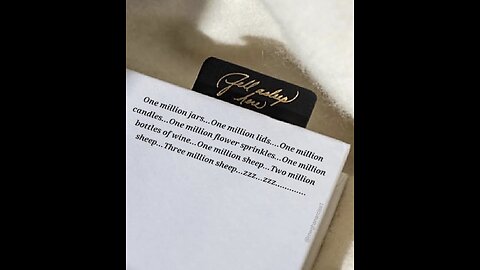 (Fell asleep
here)
One million jars...One million lids....One million
candles...One million flower sprinkles...One million
bottles of wine...One million sheep...Two million
sheep...Three million sheep...zzz...zzz.............